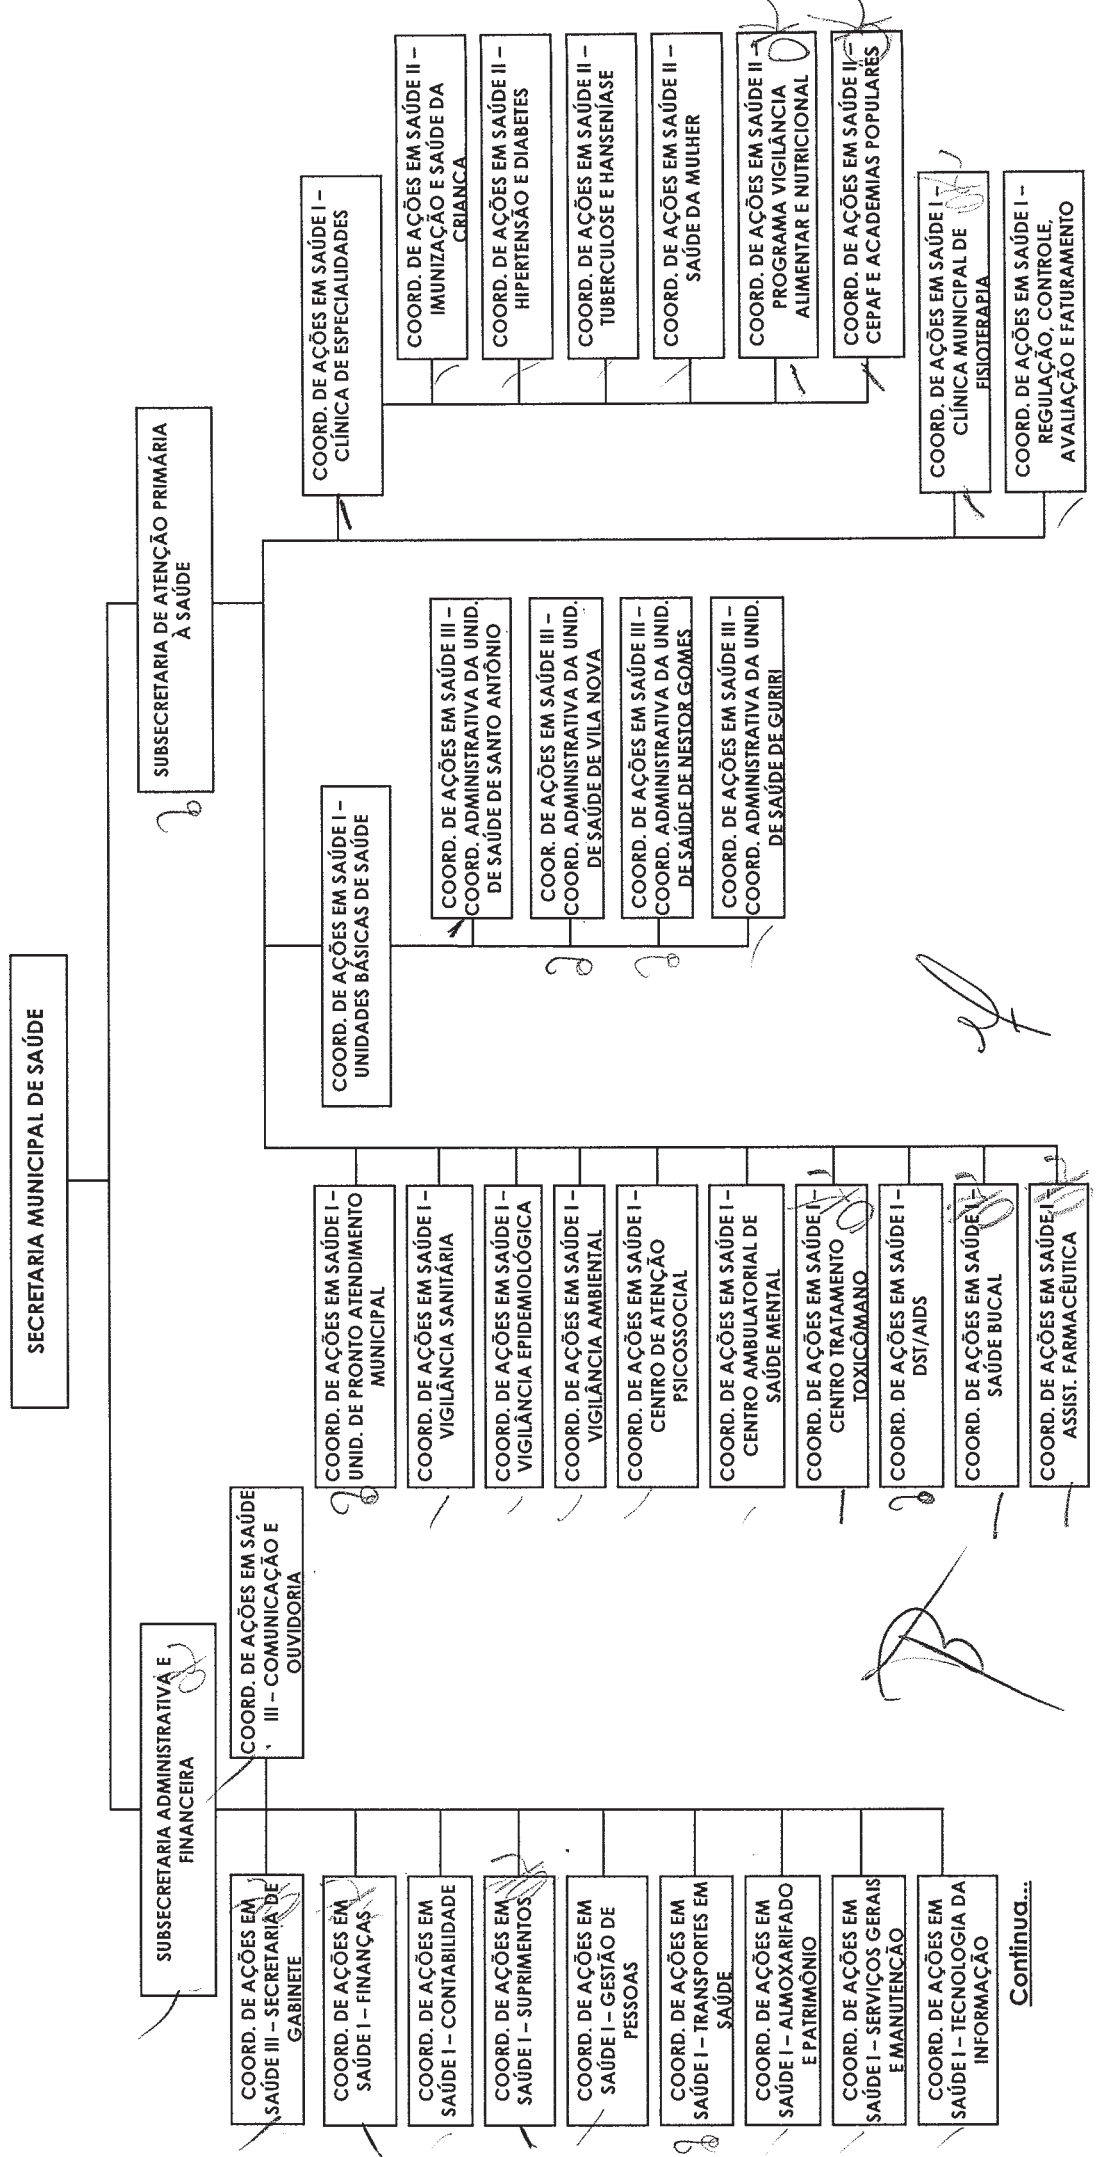 SECRETARIA MUNICIPAL DE SAÚDE
SUBSECRETARIA ADMINISTRATIVA E
FINANCEIRA
COORD. DE AÇÕES EM SAÚDE
III – COMUNICAÇÃO E
OUVIDORIA
COORD. DE AÇÕES EM
SAÚDE III – SECRETARIA DE
GABINETE
COORD. DE AÇÕES EM
SAÚDE I – FINANÇAS
COORD. DE AÇÕES EM
SAÚDE I – CONTABILIDADE
COORD. DE AÇÕES EM
SAÚDE I – SUPRIMENTOS
COORD. DE AÇÕES EM
SAÚDE I – GESTÃO DE
PESSOAS
COORD. DE AÇÕES EM
SAÚDE I – TRANSPORTES EM
SAÚDE
COORD. DE AÇÕES EM
SAÚDE I – ALMOXARIFADO
E PATRIMÔNIO
COORD. DE AÇÕES EM
SAÚDE I – SERVIÇOS GERAIS
E MANUTENÇÃO
COORD. DE AÇÕES EM
SAÚDE I – TECNOLOGIA DA
INFORMAÇÃO
Continua...
SUBSECRETARIA DE ATENÇÃO PRIMÁRIA
À SAÚDE
COORD. DE AÇÕES EM SAÚDE I –
UNID. DE PRONTO ATENDIMENTO
MUNICIPAL
COORD. DE AÇÕES EM SAÚDE I –
VIGILÂNCIA SANITÁRIA
COORD. DE AÇÕES EM SAÚDE I –
VIGILÂNCIA EPIDEMIOLÓGICA
COORD. DE AÇÕES EM SAÚDE I –
VIGILÂNCIA AMBIENTAL
COORD. DE AÇÕES EM SAÚDE I –
CENTRO DE ATENÇÃO
PSICOSSOCIAL
COORD. DE AÇÕES EM SAÚDE I –
CENTRO AMBULATORIAL DE
SAÚDE MENTAL
COORD. DE AÇÕES EM SAÚDE I –
CENTRO TRATAMENTO
TOXICÔMANO
COORD. DE AÇÕES EM SAÚDE I –
DST/AIDS
COORD. DE AÇÕES EM SAÚDE I –
SAÚDE BUCAL
COORD. DE AÇÕES EM SAÚDE I –
ASSIST. FARMACÊUTICA
COORD. DE AÇÕES EM SAÚDE I –
UNIDADES BÁSICAS DE SAÚDE
COORD. DE AÇÕES EM SAÚDE III –
COORD. ADMINISTRATIVA DA UNID.
DE SAÚDE DE SANTO ANTÔNIO
COOR. DE AÇÕES EM SAÚDE III –
COORD. ADMINISTRATIVA DA UNID.
DE SAÚDE DE VILA NOVA
COORD. DE AÇÕES EM SAÚDE III –
COORD. ADMINISTRATIVA DA UNID.
DE SAÚDE DE NESTOR GOMES
COORD. DE AÇÕES EM SAÚDE III –
COORD. ADMINISTRATIVA DA UNID.
DE SAÚDE DE GURIRI
COORD. DE AÇÕES EM SAÚDE I –
CLÍNICA DE ESPECIALIDADES
COORD. DE AÇÕES EM SAÚDE II –
IMUNIZAÇÃO E SAÚDE DA
CRIANÇA
COORD. DE AÇÕES EM SAÚDE II –
HIPERTENSÃO E DIABETES
COORD. DE AÇÕES EM SAÚDE II –
TUBERCULOSE E HANSENÍASE
COORD. DE AÇÕES EM SAÚDE II –
SAÚDE DA MULHER
COORD. DE AÇÕES EM SAÚDE II –
PROGRAMA VIGILÂNCIA
ALIMENTAR E NUTRICIONAL
COORD. DE AÇÕES EM SAÚDE II –
CEPAF E ACADEMIAS POPULARES
COORD. DE AÇÕES EM SAÚDE I –
CLÍNICA MUNICIPAL DE
FISIOTERAPIA
COORD. DE AÇÕES EM SAÚDE I –
REGULAÇÃO, CONTROLE,
AVALIAÇÃO E FATURAMENTO